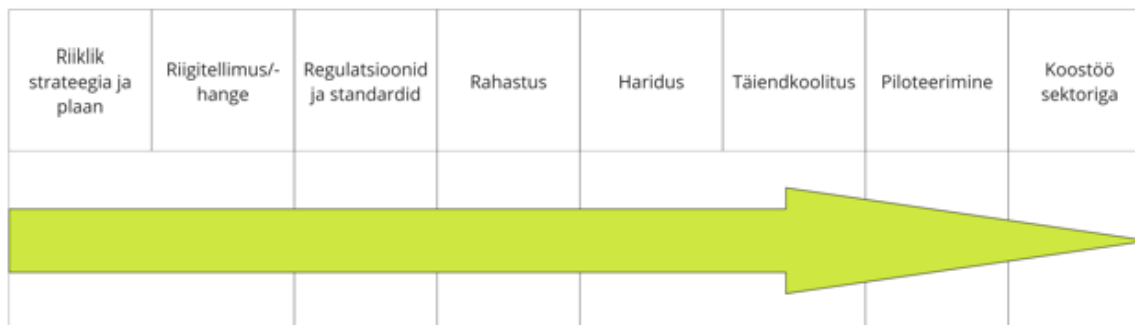 Riiklik
strateegia ja
plaan
Riigitellimus/-
hange
Regulatsioonid
ja standardid
Rahastus
Haridus
Täiendkoolitus
Piloteerimine
Koostöö
sektoriga